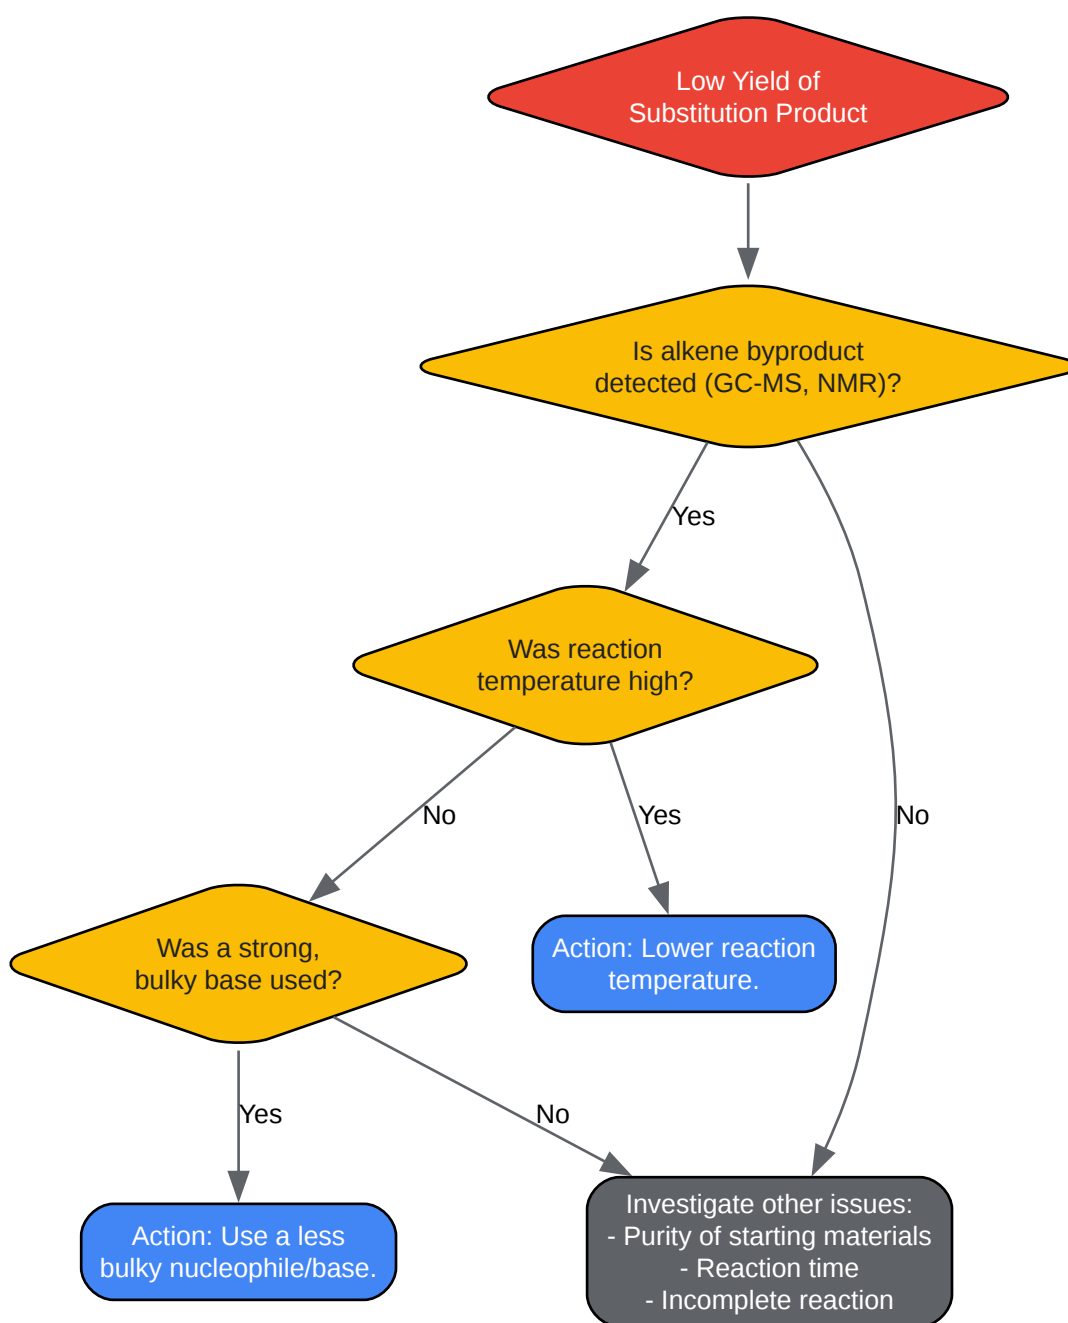 Low Yield of
Substitution Product
Is alkene byproduct
detected (GC-MS, NMR)?
Yes
Was reaction
temperature high?
No
Yes
No
Was a strong,
bulky base used?
Action: Lower reaction
temperature.
Yes
No
Action: Use a less
bulky nucleophile/base.
Investigate other issues:
- Purity of starting materials
- Reaction time
- Incomplete reaction